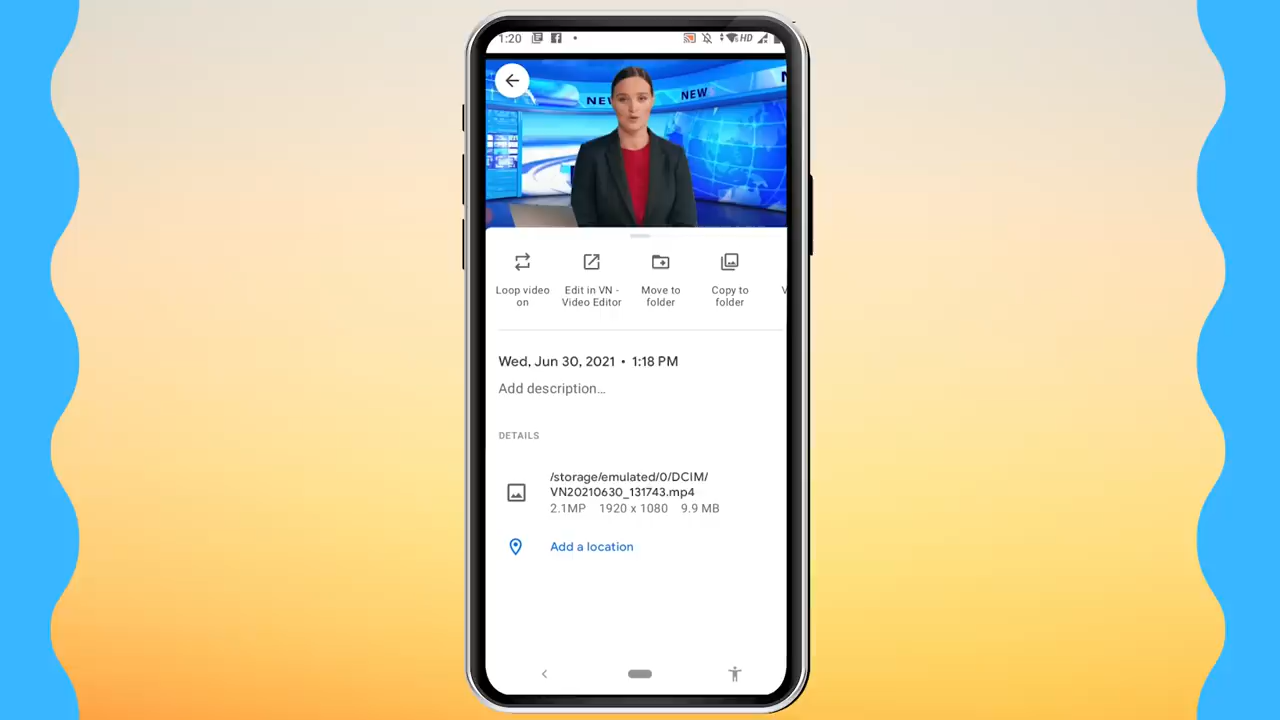 1:20 HD
NEW
NEW
Loop video on
Edit in VN - Video Editor
Move to folder
Copy to folder
Wed, Jun 30, 2021 • 1:18 PM
Add description…
DETAILS
/storage/emulated/0/DCIM/
VN20210630_131743.mp4
2.1MP 1920 x 1080 9.9 MB
Add a location